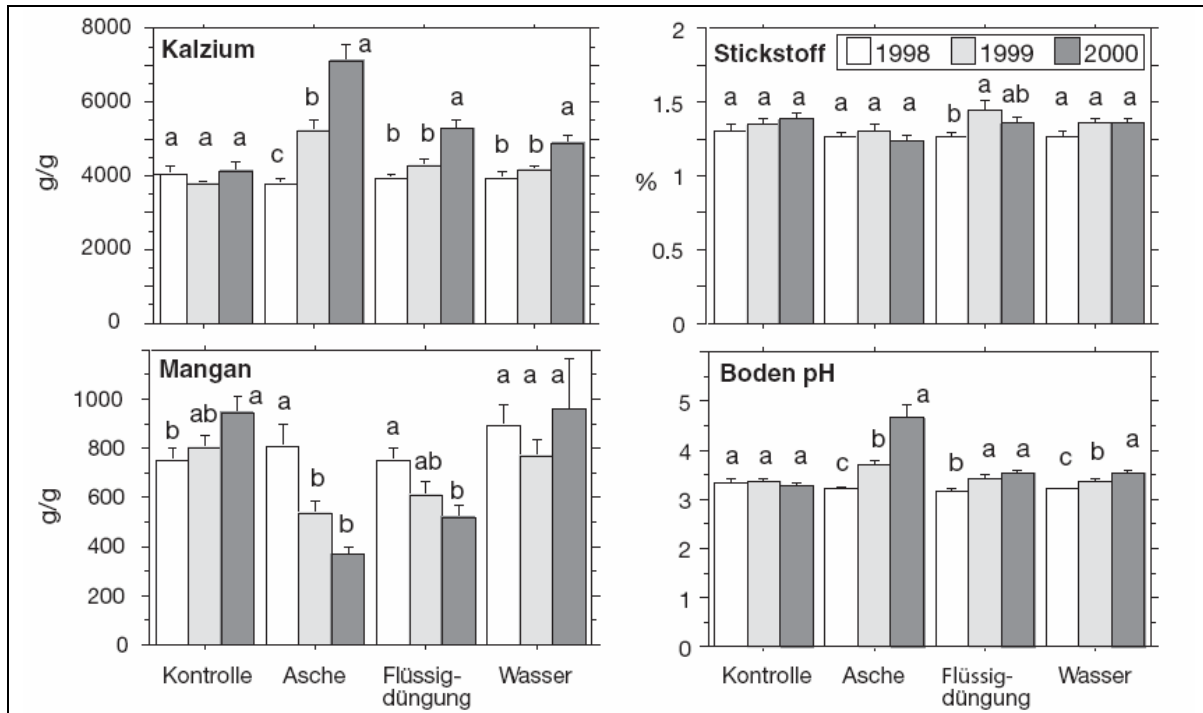 8000
6000
4000
2000
0
g/g
Kalzium
a a a
c b a
b b a
b b a
2
1.5
1
0.5
0
%
Stickstoff 1998 1999 2000
a a a
a a a
b a ab
a a a
1000
800
600
400
200
0
g/g
Mangan
b ab a
a b b
a ab b
a a a
Kontrolle Asche Flüssig- Wasser
düngung
5
4
3
2
1
0
Boden pH
a a a
c b a
b a a
c b a
Kontrolle Asche Flüssig- Wasser
düngung